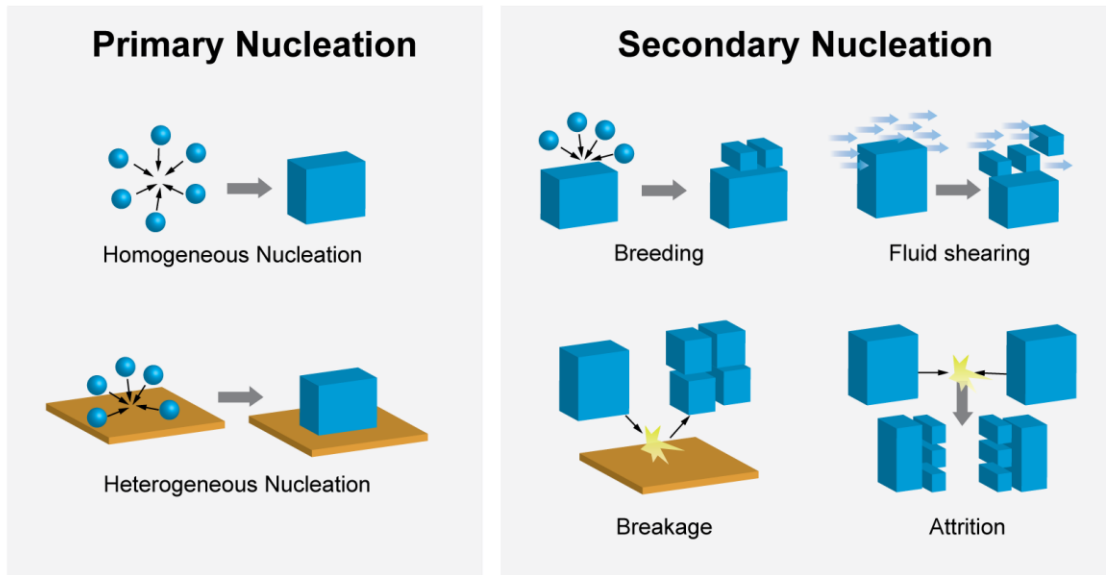 Primary Nucleation
Homogeneous Nucleation
Heterogeneous Nucleation
Secondary Nucleation
Breeding
Fluid shearing
Breakage
Attrition